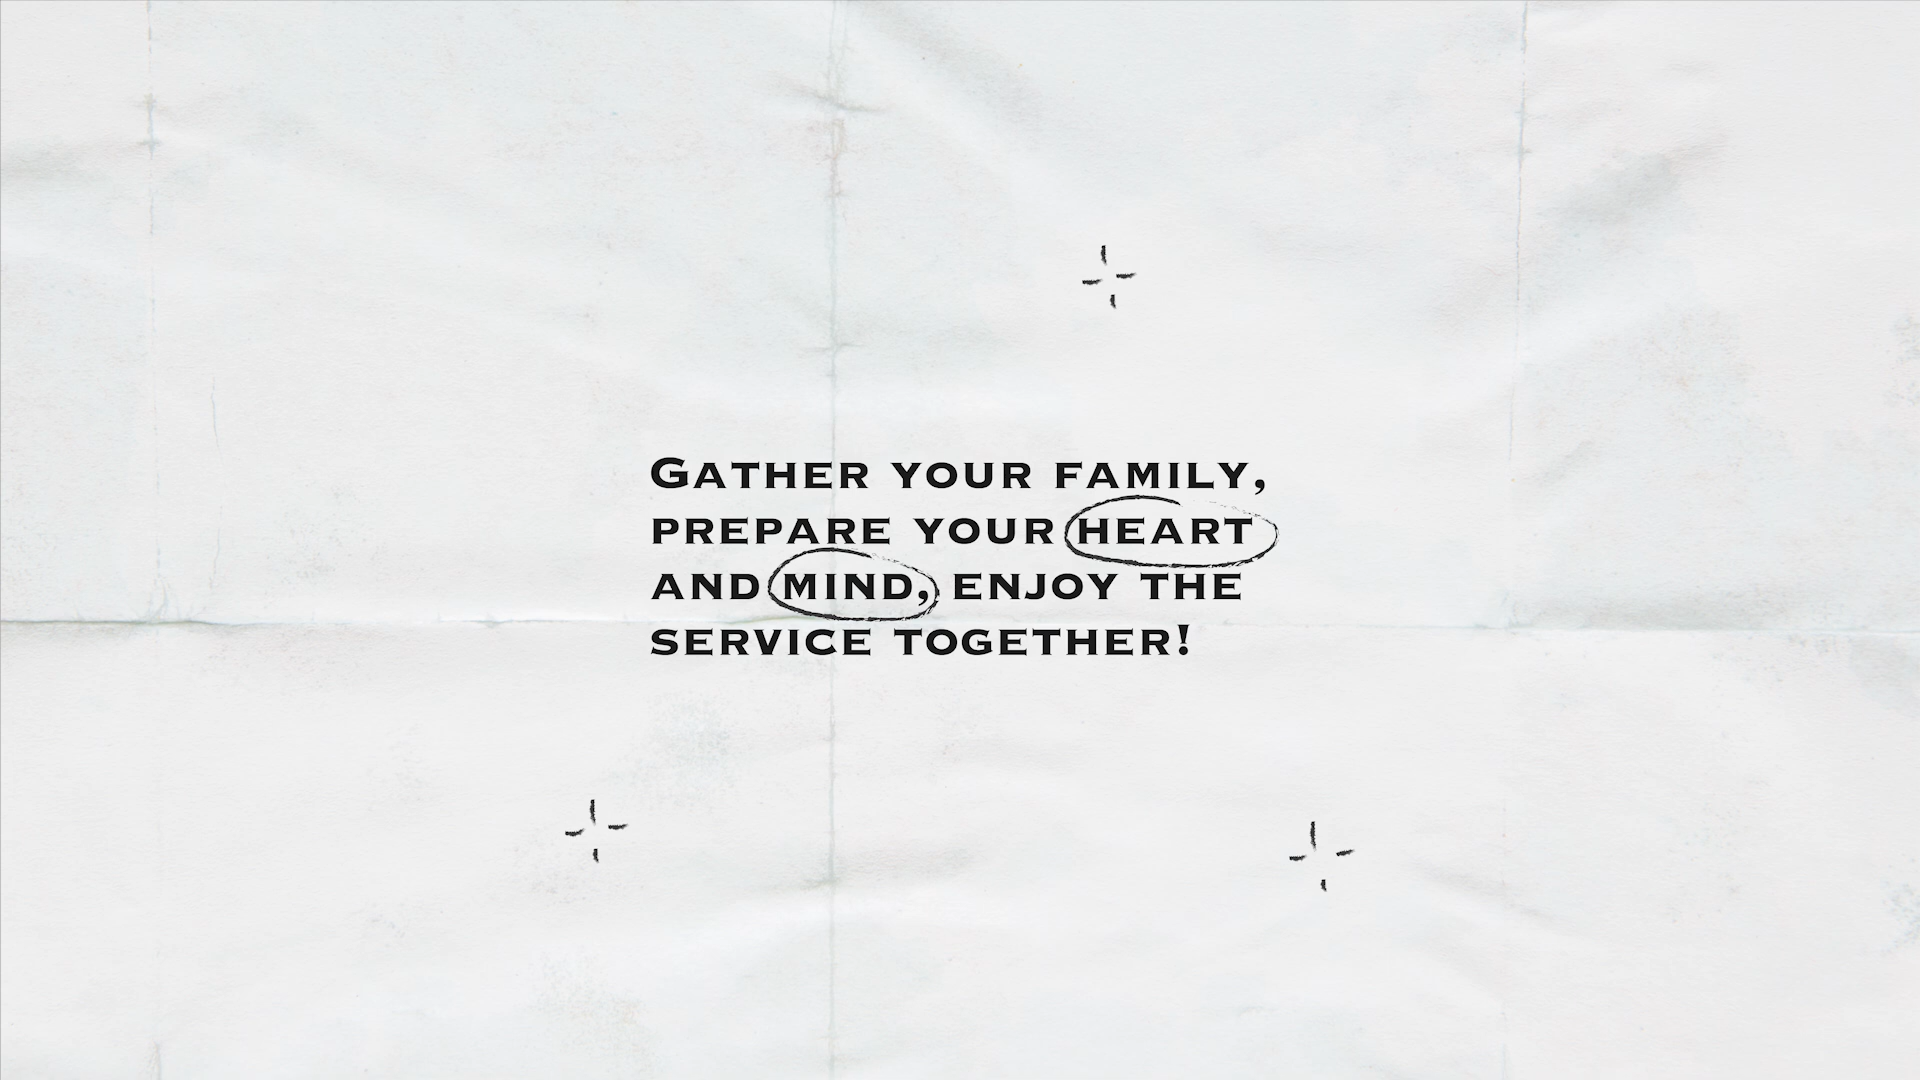 Gather your family,
prepare your heart
and mind, enjoy the
service together!